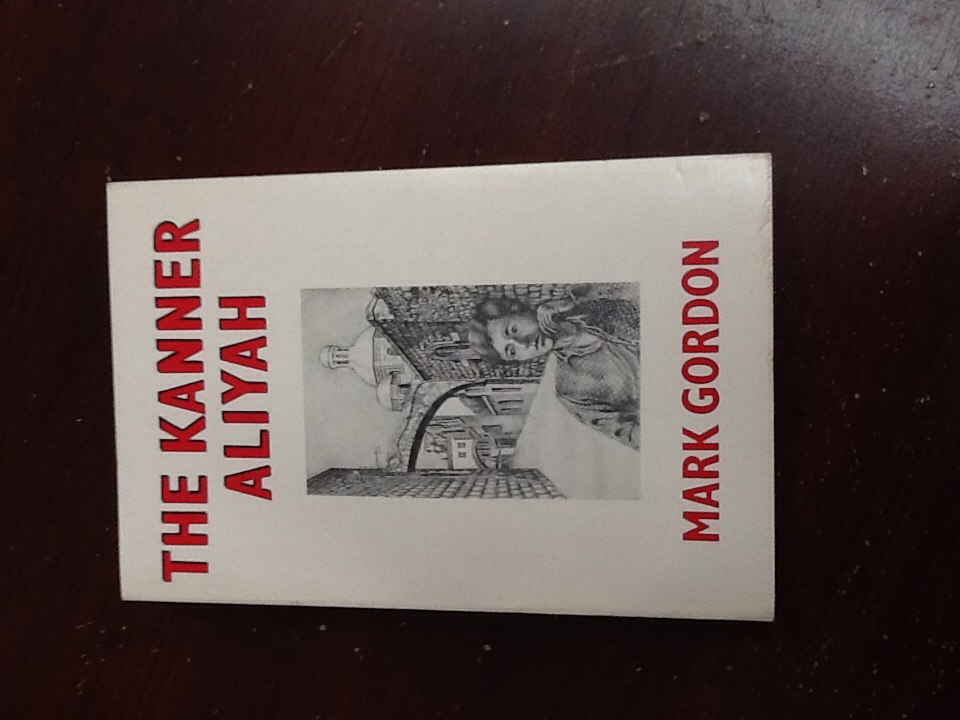 THE KANNER
ALIYAH
MARK GORDON